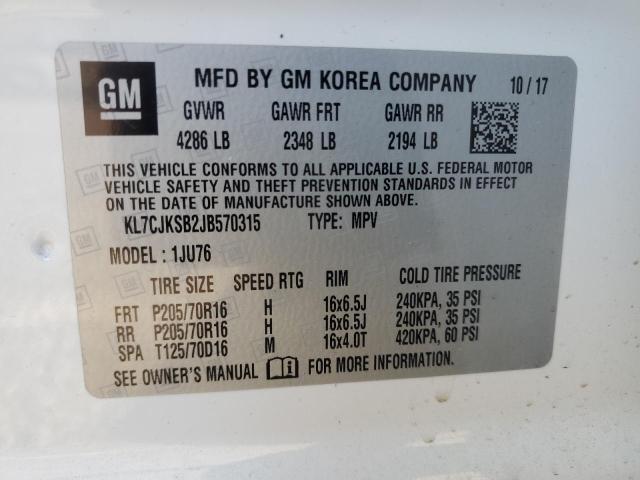 GM MFD BY GM KOREA COMPANY 10 / 17
GVWR GAWR FRT GAWR RR
4286 LB 2348 LB 2194 LB
THIS VEHICLE CONFORMS TO ALL APPLICABLE U.S. FEDERAL MOTOR
VEHICLE SAFETY AND THEFT PREVENTION STANDARDS IN EFFECT
ON THE DATE OF MANUFACTURE SHOWN ABOVE.
KL7CJKSB2JB570315 TYPE: MPV
MODEL : 1JU76
TIRE SIZE SPEED RTG RIM COLD TIRE PRESSURE
FRT P205/70R16 H 16x6.5J 240KPA, 35 PSI
RR P205/70R16 H 16x6.5J 240KPA, 35 PSI
SPA T125/70D16 M 16x4.0T 420KPA, 60 PSI
SEE OWNER'S MANUAL FOR MORE INFORMATION.